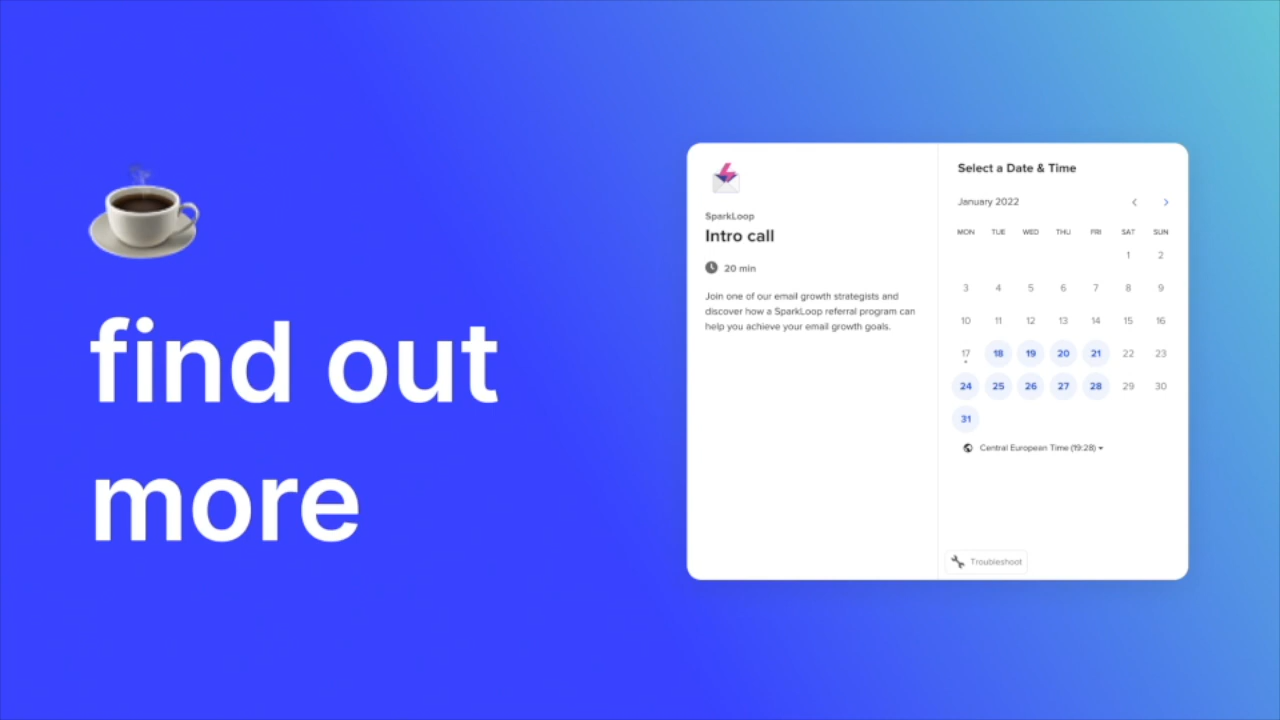 find out
more
SparkLoop
Intro call
20 min
Join one of our email growth strategists and
discover how a SparkLoop referral program can
help you achieve your email growth goals.
Select a Date & Time
January 2022
MON TUE WED THU FRI SAT SUN
1 2
3 4 5 6 7 8 9
10 11 12 13 14 15 16
17 18 19 20 21 22 23
24 25 26 27 28 29 30
31
Central European Time (19:28)
Troubleshoot